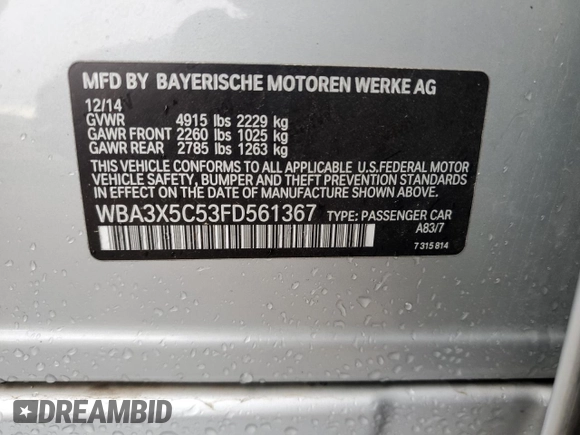 MFD BY BAYERISCHE MOTOREN WERKE AG
12/14
GVWR 4915 lbs 2229 kg
GAWR FRONT 2260 lbs 1025 kg
GAWR REAR 2785 lbs 1263 kg
THIS VEHICLE CONFORMS TO ALL APPLICABLE U.S.FEDERAL MOTOR
VEHICLE SAFETY, BUMPER AND THEFT PREVENTION STANDARDS
IN EFFECT ON THE DATE OF MANUFACTURE SHOWN ABOVE.
WBA3X5C53FD561367 TYPE: PASSENGER CAR
A83/7
7 315 814
DREAMBID